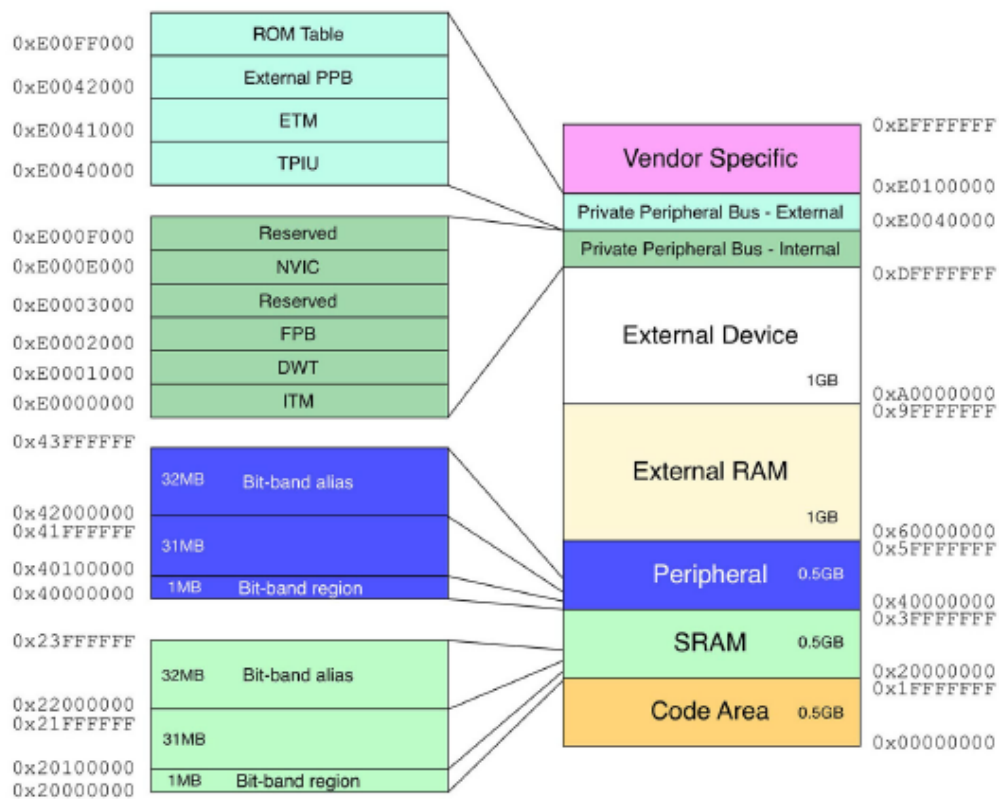 0xE00FF000
ROM Table
0xE0042000
External PPB
0xE0041000
ETM
0xE0040000
TPIU
0xE000F000
Reserved
0xE000E000
NVIC
0xE0003000
Reserved
0xE0002000
FPB
0xE0001000
DWT
0xE0000000
ITM
0x43FFFFFF
32MB Bit-band alias
0x42000000
0x41FFFFFF
31MB
0x40100000
0x40000000
1MB Bit-band region
0x23FFFFFF
32MB Bit-band alias
0x22000000
0x21FFFFFF
31MB
0x20100000
0x20000000
1MB Bit-band region
0xEFFFFFFF
Vendor Specific
0xE0100000
Private Peripheral Bus - External
0xE0040000
Private Peripheral Bus - Internal
0xDFFFFFFF
External Device
1GB
0xA0000000
0x9FFFFFFF
External RAM
1GB
0x60000000
0x5FFFFFFF
Peripheral 0.5GB
0x40000000
0x3FFFFFFF
SRAM 0.5GB
0x20000000
0x1FFFFFFF
Code Area 0.5GB
0x00000000